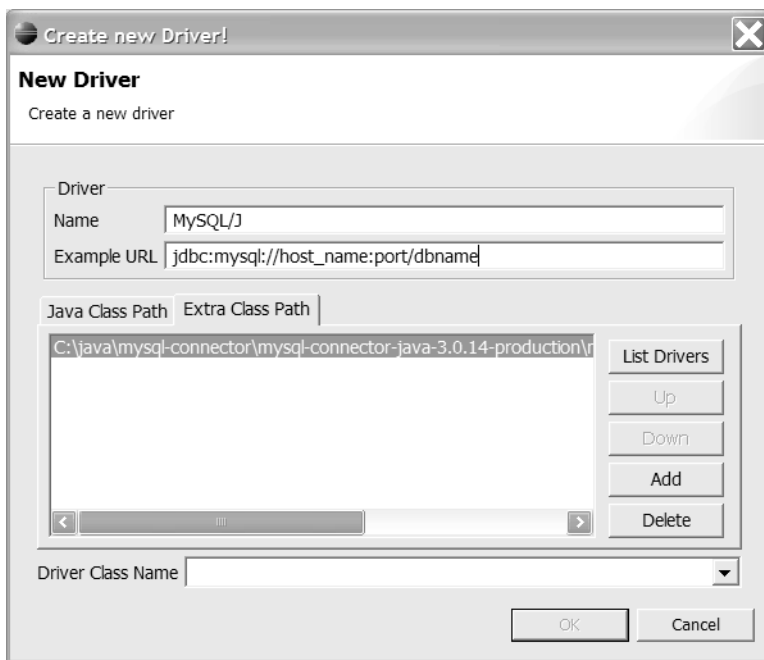 Create new Driver!
New Driver
Create a new driver
Driver
Name MySQL/J
Example URL jdbc:mysql://host_name:port/dbname
Java Class Path Extra Class Path
C:\java\mysql-connector\mysql-connector-java-3.0.14-production\
List Drivers
Up
Down
Add
Delete
Driver Class Name
OK Cancel